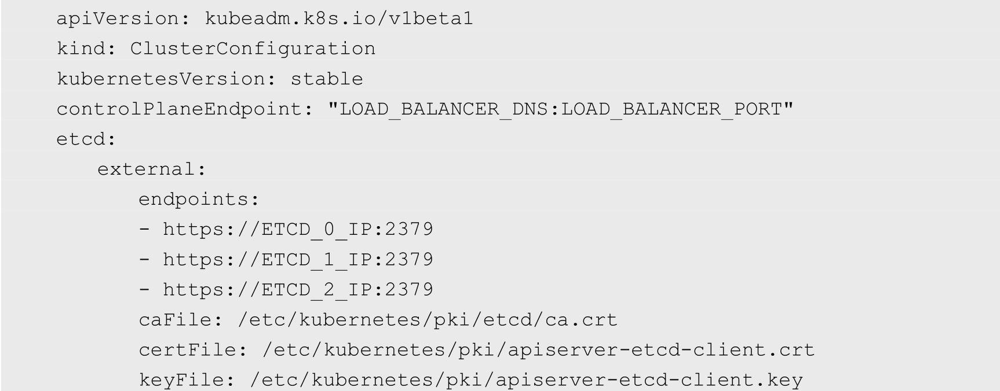 apiVersion: kubeadm.k8s.io/v1beta1
kind: ClusterConfiguration
kubernetesVersion: stable
controlPlaneEndpoint: "LOAD_BALANCER_DNS:LOAD_BALANCER_PORT"
etcd:
    external:
        endpoints:
        - https://ETCD_0_IP:2379
        - https://ETCD_1_IP:2379
        - https://ETCD_2_IP:2379
        caFile: /etc/kubernetes/pki/etcd/ca.crt
        certFile: /etc/kubernetes/pki/apiserver-etcd-client.crt
        keyFile: /etc/kubernetes/pki/apiserver-etcd-client.key